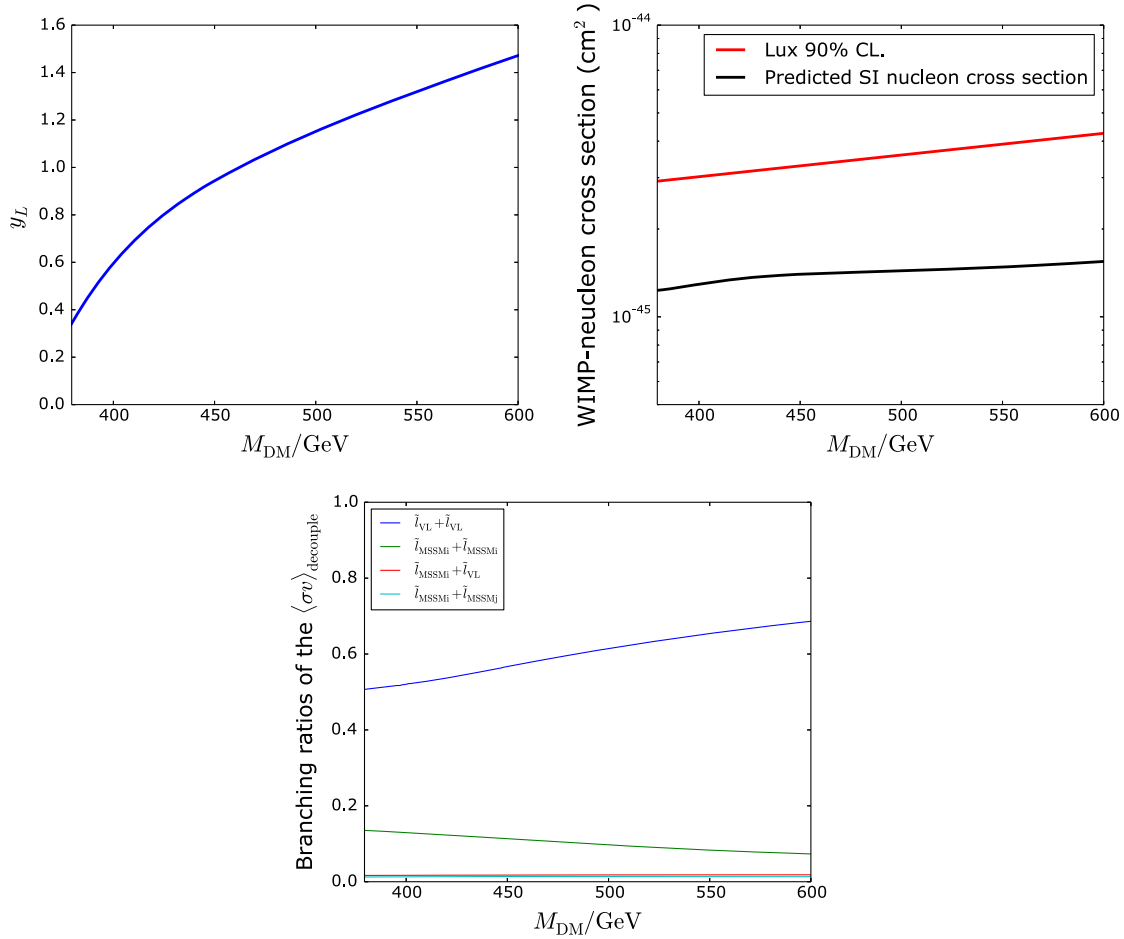 1.6
1.4
1.2
1.0
0.8
0.6
0.4
0.2
0.0
y_L
400
450
500
550
600
M_DM/GeV
10^-44
10^-45
WIMP-neucleon cross section (cm^2)
Lux 90% CL.
Predicted SI nucleon cross section
400
450
500
550
600
M_DM/GeV
1.0
0.8
0.6
0.4
0.2
0.0
Branching ratios of the ⟨σv⟩_decouple
l̃_VL+l̃_VL
l̃_MSSMi+l̃_MSSMi
l̃_MSSMi+l̃_VL
l̃_MSSMi+l̃_MSSMj
400
450
500
550
600
M_DM/GeV